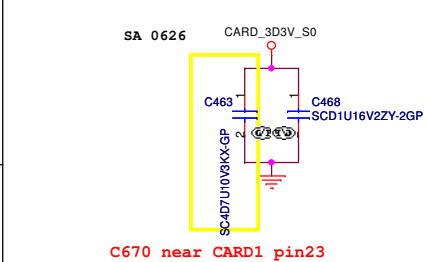 SA 0626
CARD_3D3V_S0
1
1
C463
C468
SCD1U16V2ZY-2GP
2
2
SC4D7U10V3KX-GP
C670 near CARD1 pin23